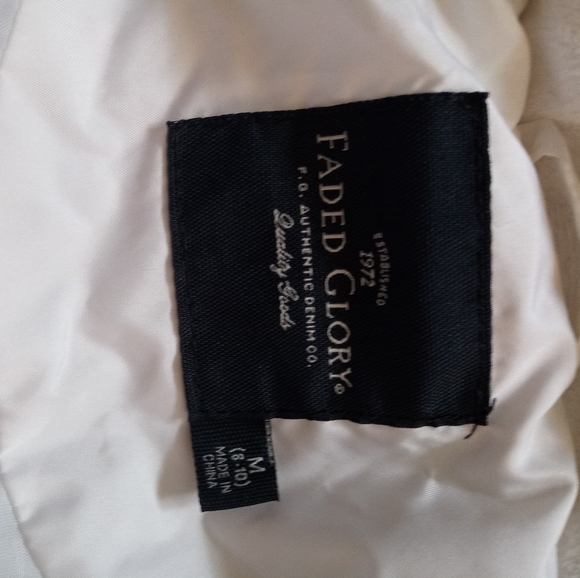 ESTABLISHED
1972
FADED GLORY®
F.G. AUTHENTIC DENIM CO.
Quality Goods
M
(8-10)
MADE IN
CHINA